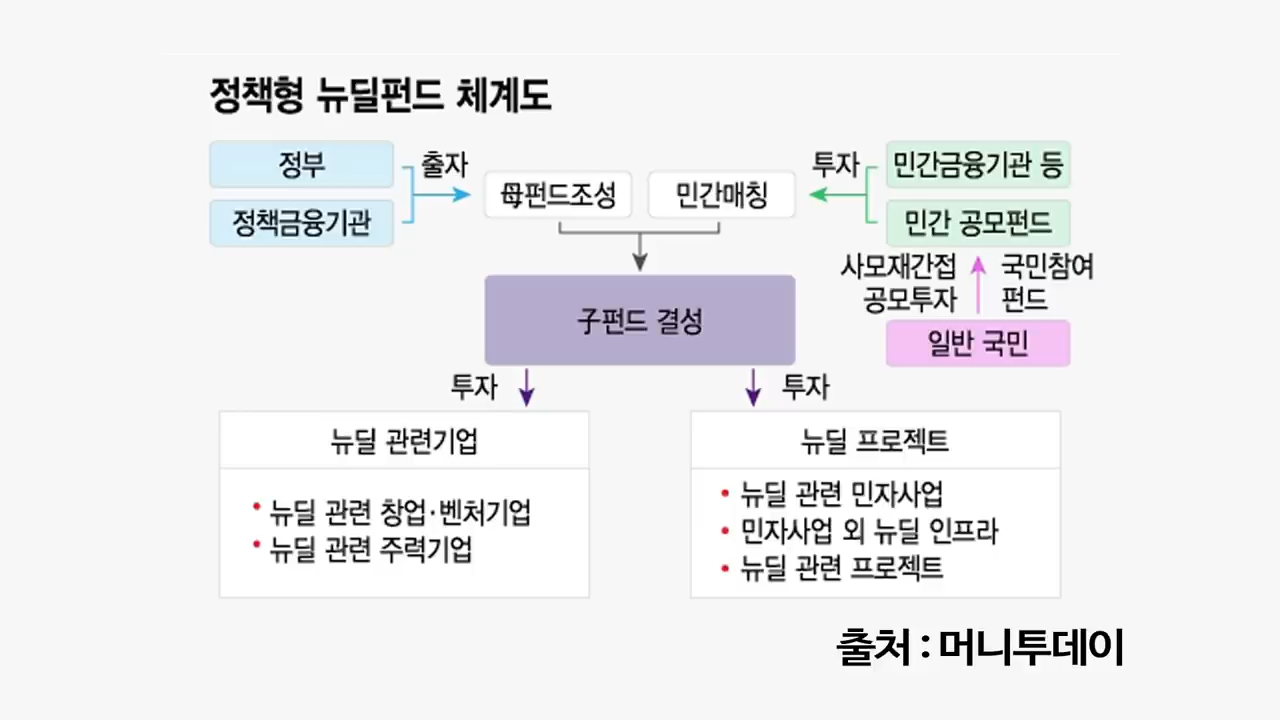 정책형 뉴딜펀드 체계도
정부
출자
투자
민간금융기관 등
정책금융기관
母펀드조성
민간매칭
민간 공모펀드
사모재간접
공모투자
국민참여
펀드
일반 국민
子펀드 결성
투자
투자
뉴딜 관련기업
• 뉴딜 관련 창업·벤처기업
• 뉴딜 관련 주력기업
뉴딜 프로젝트
• 뉴딜 관련 민자사업
• 민자사업 외 뉴딜 인프라
• 뉴딜 관련 프로젝트
출처 : 머니투데이